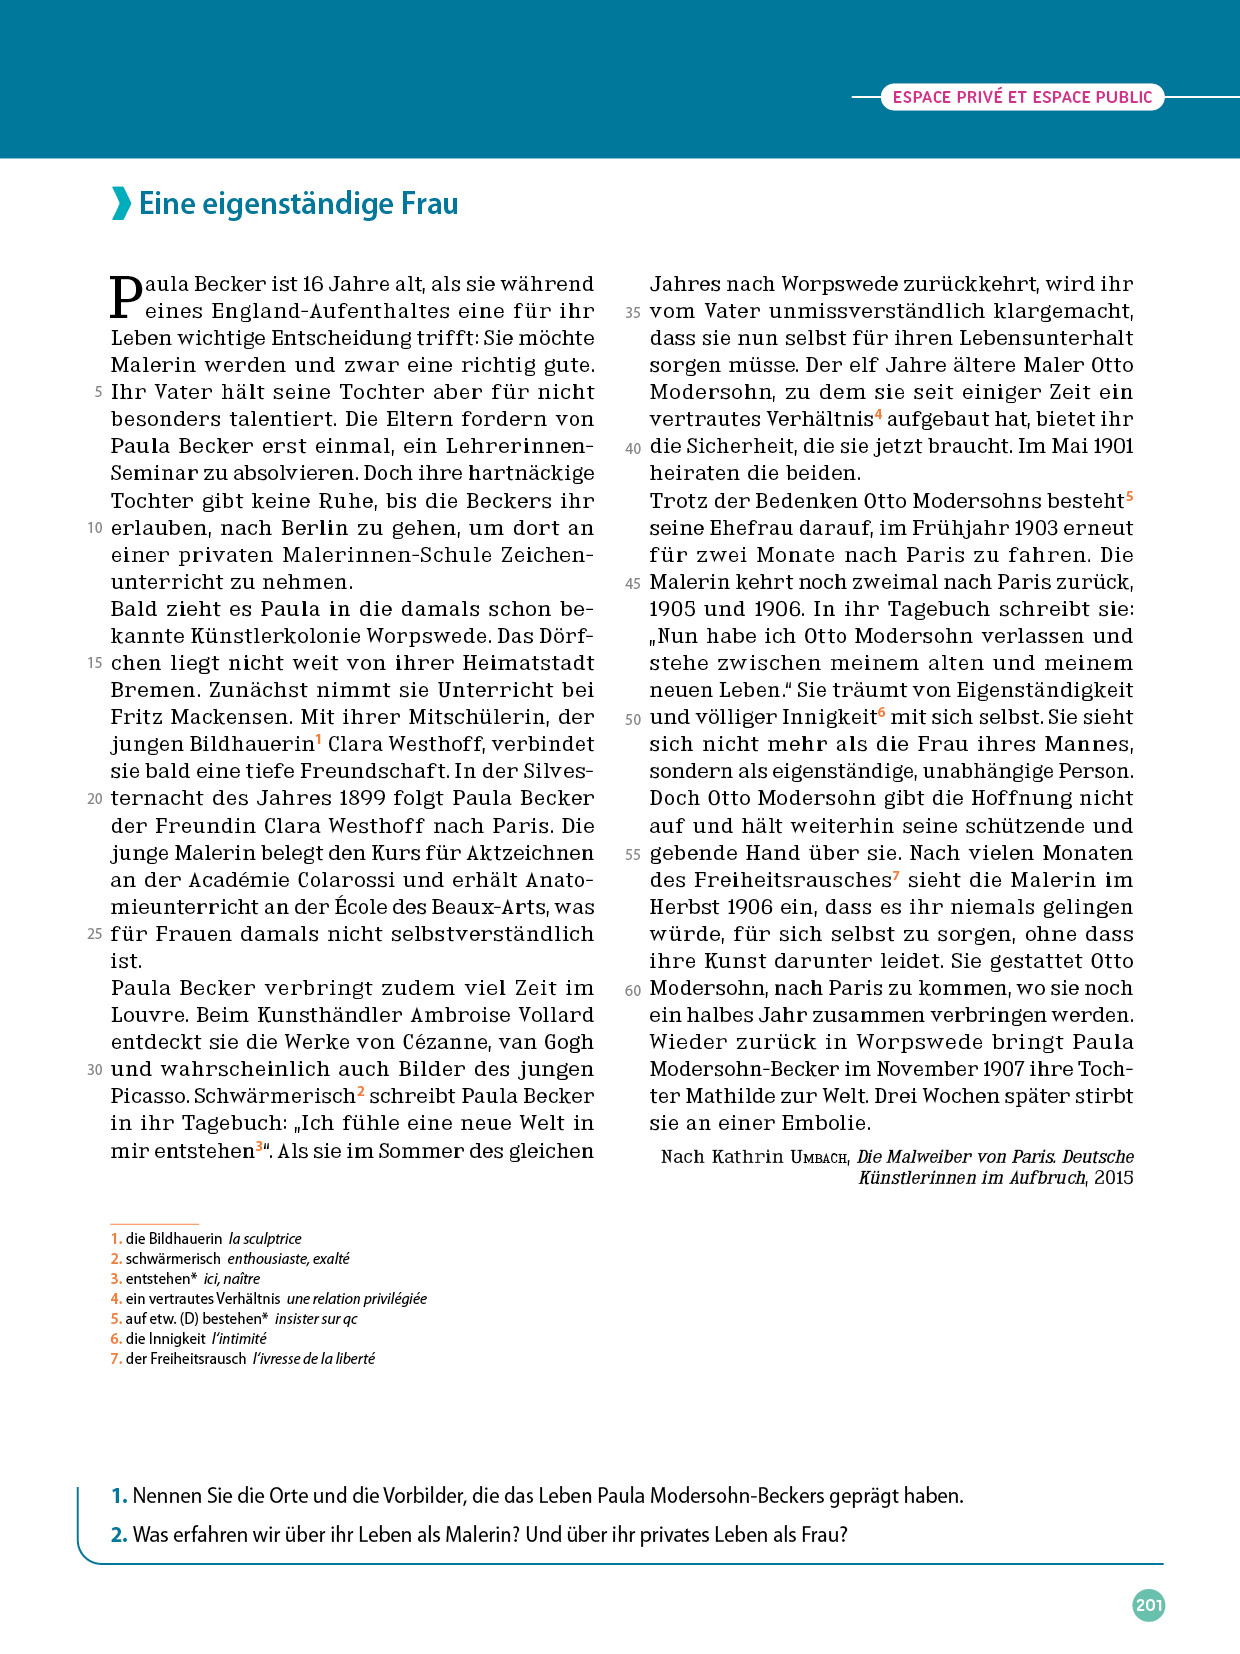 ESPACE PRIVÉ ET ESPACE PUBLIC
Eine eigenständige Frau
Paula Becker ist 16 Jahre alt, als sie während
eines England-Aufenthaltes eine für ihr
Leben wichtige Entscheidung trifft: Sie möchte
Malerin werden und zwar eine richtig gute.
5 Ihr Vater hält seine Tochter aber für nicht
besonders talentiert. Die Eltern fordern von
Paula Becker erst einmal, ein Lehrerinnen-
Seminar zu absolvieren. Doch ihre hartnäckige
Tochter gibt keine Ruhe, bis die Beckers ihr
10 erlauben, nach Berlin zu gehen, um dort an
einer privaten Malerinnen-Schule Zeichen-
unterricht zu nehmen.
Bald zieht es Paula in die damals schon be-
kannte Künstlerkolonie Worpswede. Das Dörf-
15 chen liegt nicht weit von ihrer Heimatstadt
Bremen. Zunächst nimmt sie Unterricht bei
Fritz Mackensen. Mit ihrer Mitschülerin, der
jungen Bildhauerin1 Clara Westhoff, verbindet
sie bald eine tiefe Freundschaft. In der Silves-
20 ternacht des Jahres 1899 folgt Paula Becker
der Freundin Clara Westhoff nach Paris. Die
junge Malerin belegt den Kurs für Aktzeichnen
an der Académie Colarossi und erhält Anato-
mieunterricht an der École des Beaux-Arts, was
25 für Frauen damals nicht selbstverständlich
ist.
Paula Becker verbringt zudem viel Zeit im
Louvre. Beim Kunsthändler Ambroise Vollard
entdeckt sie die Werke von Cézanne, van Gogh
30 und wahrscheinlich auch Bilder des jungen
Picasso. Schwärmerisch2 schreibt Paula Becker
in ihr Tagebuch: „Ich fühle eine neue Welt in
mir entstehen3“. Als sie im Sommer des gleichen
Jahres nach Worpswede zurückkehrt, wird ihr
35 vom Vater unmissverständlich klargemacht,
dass sie nun selbst für ihren Lebensunterhalt
sorgen müsse. Der elf Jahre ältere Maler Otto
Modersohn, zu dem sie seit einiger Zeit ein
vertrautes Verhältnis4 aufgebaut hat, bietet ihr
40 die Sicherheit, die sie jetzt braucht. Im Mai 1901
heiraten die beiden.
Trotz der Bedenken Otto Modersohns besteht5
seine Ehefrau darauf, im Frühjahr 1903 erneut
für zwei Monate nach Paris zu fahren. Die
45 Malerin kehrt noch zweimal nach Paris zurück,
1905 und 1906. In ihr Tagebuch schreibt sie:
„Nun habe ich Otto Modersohn verlassen und
stehe zwischen meinem alten und meinem
neuen Leben.“ Sie träumt von Eigenständigkeit
50 und völliger Innigkeit6 mit sich selbst. Sie sieht
sich nicht mehr als die Frau ihres Mannes,
sondern als eigenständige, unabhängige Person.
Doch Otto Modersohn gibt die Hoffnung nicht
auf und hält weiterhin seine schützende und
55 gebende Hand über sie. Nach vielen Monaten
des Freiheitsrausches7 sieht die Malerin im
Herbst 1906 ein, dass es ihr niemals gelingen
würde, für sich selbst zu sorgen, ohne dass
ihre Kunst darunter leidet. Sie gestattet Otto
60 Modersohn, nach Paris zu kommen, wo sie noch
ein halbes Jahr zusammen verbringen werden.
Wieder zurück in Worpswede bringt Paula
Modersohn-Becker im November 1907 ihre Toch-
ter Mathilde zur Welt. Drei Wochen später stirbt
sie an einer Embolie.
Nach Kathrin UMBACH, Die Malweiber von Paris. Deutsche
Künstlerinnen im Aufbruch, 2015
1. die Bildhauerin la sculptrice
2. schwärmerisch enthousiaste, exalté
3. entstehen* ici, naître
4. ein vertrautes Verhältnis une relation privilégiée
5. auf etw. (D) bestehen* insister sur qc
6. die Innigkeit l‘intimité
7. der Freiheitsrausch l‘ivresse de la liberté
1. Nennen Sie die Orte und die Vorbilder, die das Leben Paula Modersohn-Beckers geprägt haben.
2. Was erfahren wir über ihr Leben als Malerin? Und über ihr privates Leben als Frau?
201